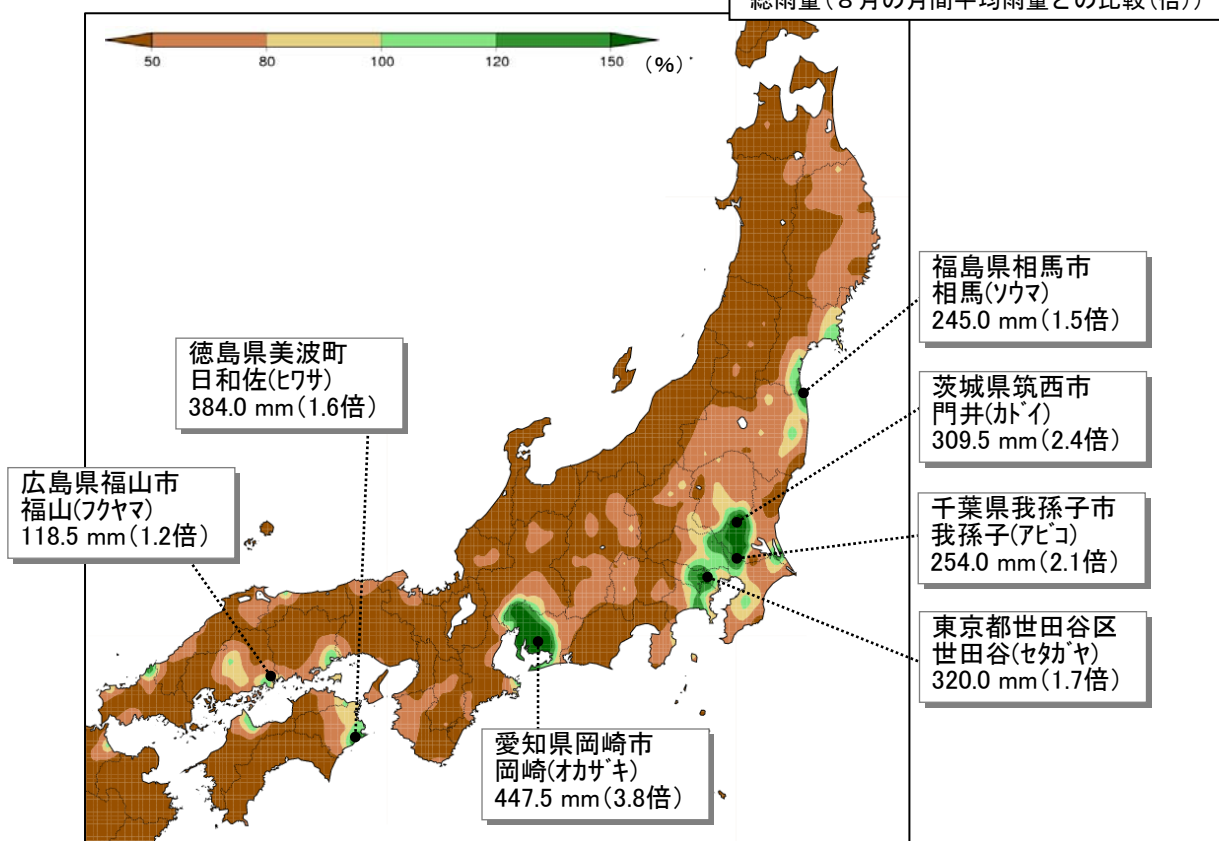 総雨量(8月の月間平均雨量との比較(倍))
50 80 100 120 150 (%)
福島県相馬市
相馬(ソウマ)
245.0 mm(1.5倍)
徳島県美波町
日和佐(ヒワサ)
384.0 mm(1.6倍)
茨城県筑西市
門井(カドイ)
309.5 mm(2.4倍)
広島県福山市
福山(フクヤマ)
118.5 mm(1.2倍)
千葉県我孫子市
我孫子(アビコ)
254.0 mm(2.1倍)
東京都世田谷区
世田谷(セタガヤ)
320.0 mm(1.7倍)
愛知県岡崎市
岡崎(オカザキ)
447.5 mm(3.8倍)